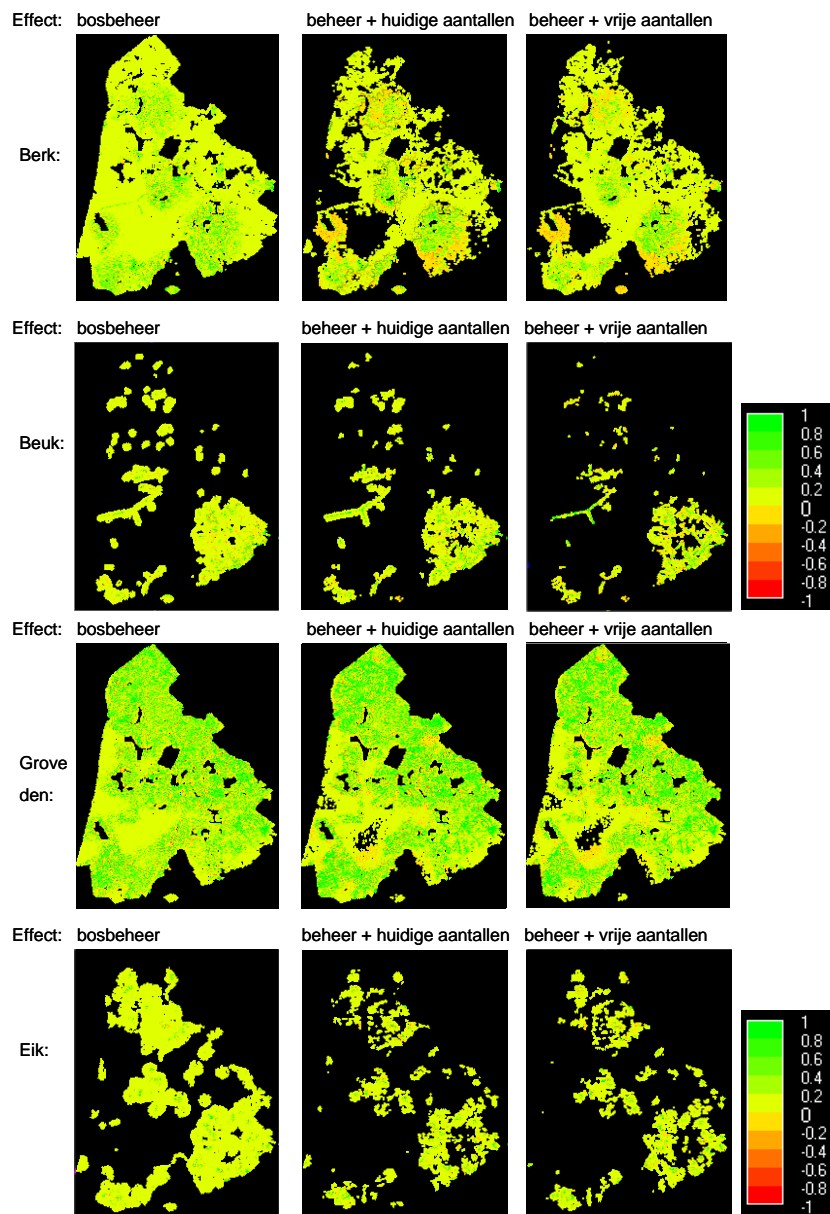 Effect: bosbeheer beheer + huidige aantallen beheer + vrije aantallen
Berk:
Effect: bosbeheer beheer + huidige aantallen beheer + vrije aantallen
Beuk:
1
0.8
0.6
0.4
0.2
0
-0.2
-0.4
-0.6
-0.8
-1
Effect: bosbeheer beheer + huidige aantallen beheer + vrije aantallen
Grove
den:
Effect: bosbeheer beheer + huidige aantallen beheer + vrije aantallen
Eik:
1
0.8
0.6
0.4
0.2
0
-0.2
-0.4
-0.6
-0.8
-1